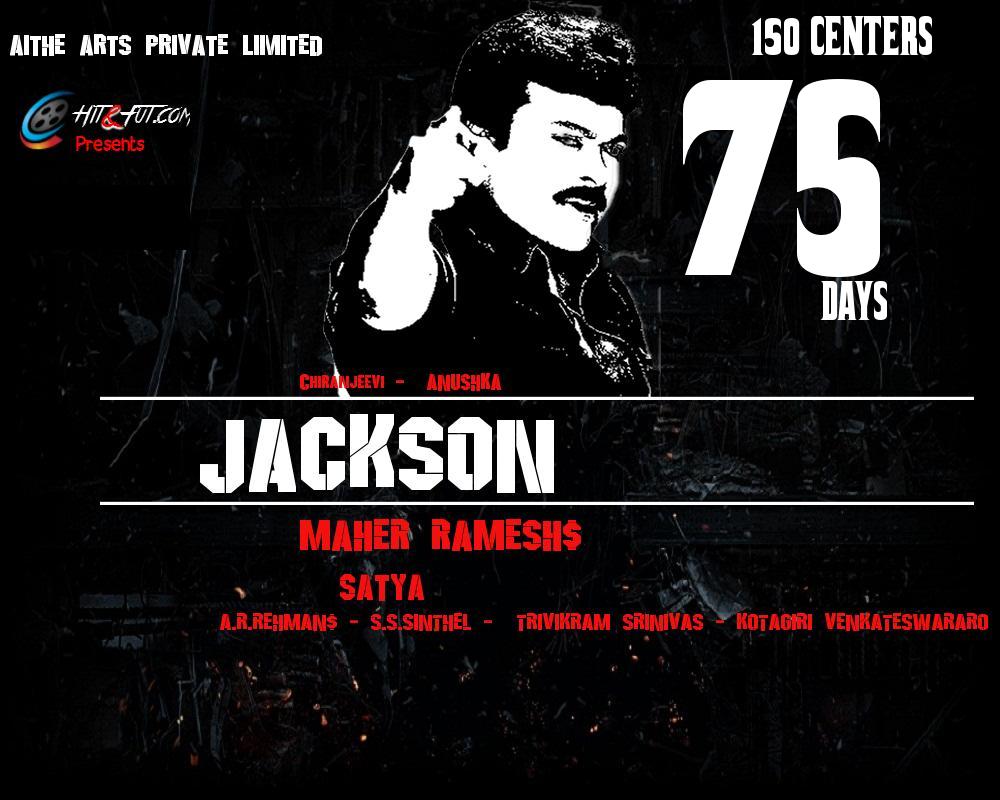 AITHE ARTS PRIVATE LIIMITED
150 CENTERS
HIT&FUT.COM
Presents
75
DAYS
CHIRANJEEVI - ANUSHKA
JACKSON
MAHER RAMESH$
SATYA
A.R.REHMAN$ - S.S.SINTHEL - TRIVIKRAM SRINIVAS - KOTAGIRI VENKATESWARARO